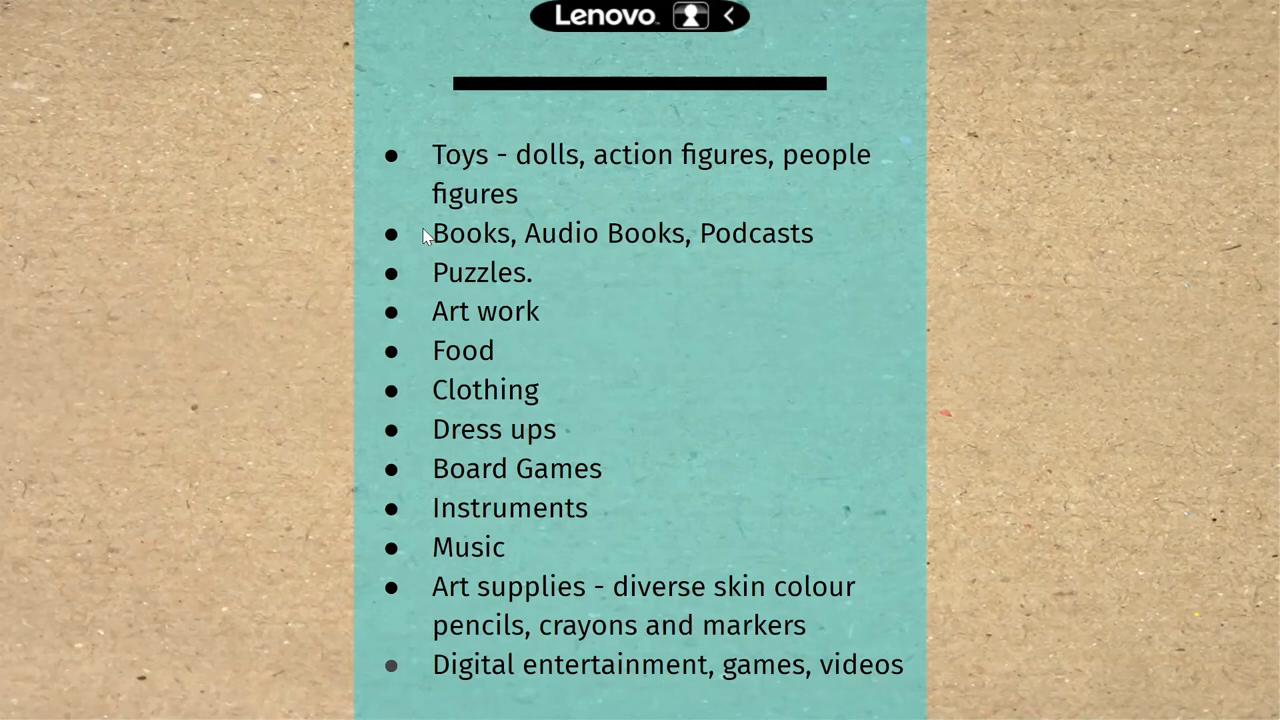 Lenovo
● Toys - dolls, action figures, people
figures
● Books, Audio Books, Podcasts
● Puzzles.
● Art work
● Food
● Clothing
● Dress ups
● Board Games
● Instruments
● Music
● Art supplies - diverse skin colour
pencils, crayons and markers
● Digital entertainment, games, videos